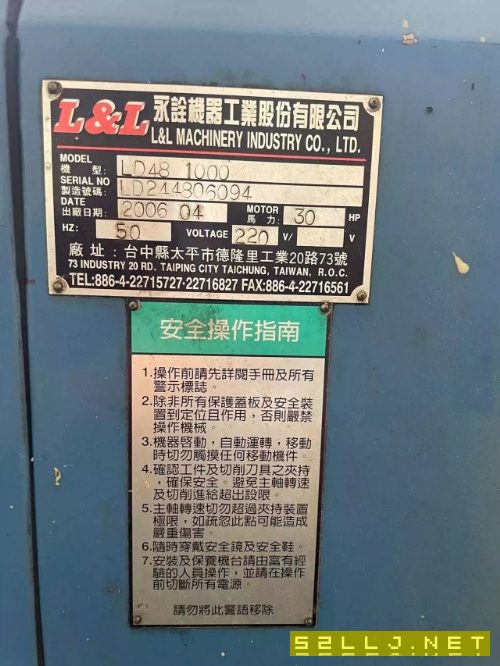 L&L 永詮機器工業股份有限公司
L&L MACHINERY INDUSTRY CO., LTD.
MODEL
機 型: LD48 1000
SERIAL NO
製造號碼: LD244806094
DATE
出廠日期: 2006 04 MOTOR 馬 力: 30 HP
HZ: 50 VOLTAGE 220 V/ V
廠 址:台中縣太平市德隆里工業20路73號
73 INDUSTRY 20 RD. TAIPING CITY TAICHUNG, TAIWAN, R.O.C.
TEL:886-4-22715727-22716827 FAX:886-4-22716561
安全操作指南
1.操作前請先詳閱手冊及所有
警示標誌。
2.除非所有保護蓋板及安全裝
置到定位且作用,否則嚴禁
操作機械。
3.機器啓動,自動運轉,移動
時切勿觸摸任何移動機件。
4.確認工件及切削刀具之夾持
,確保安全。避免主軸轉速
及切削進給超出設限。
5.主軸轉速切勿超過夾持裝置
極限,如疏忽此點可能造成
嚴重傷害。
6.隨時穿戴安全鏡及安全鞋。
7.安裝及保養機台請由富有經
驗的人員操作,並請在操作
前切斷所有電源。
請勿將此警語移除
52LLJ.NET